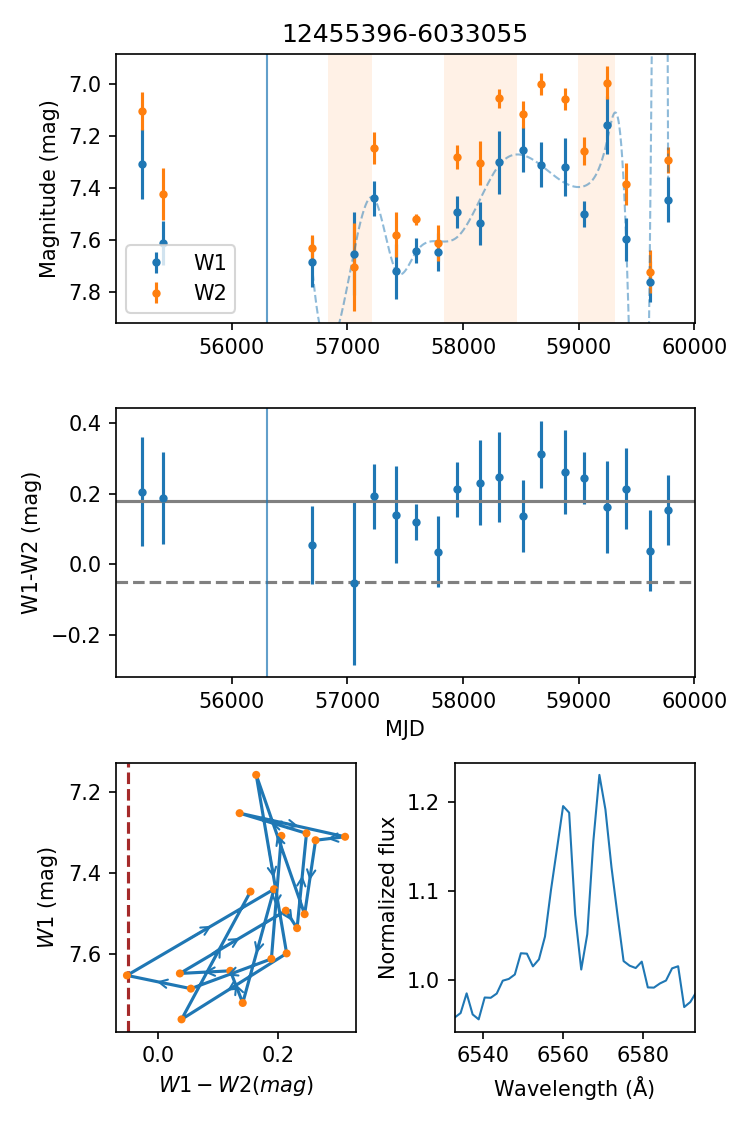 12455396-6033055
Magnitude (mag)
7.0
7.2
7.4
7.6
7.8
W1
W2
56000 57000 58000 59000 60000
W1-W2 (mag)
0.4
0.2
0.0
−0.2
56000 57000 58000 59000 60000
MJD
W1 (mag)
7.2
7.4
7.6
0.0 0.2
W1 − W2(mag)
Normalized flux
1.2
1.1
1.0
6540 6560 6580
Wavelength (Å)